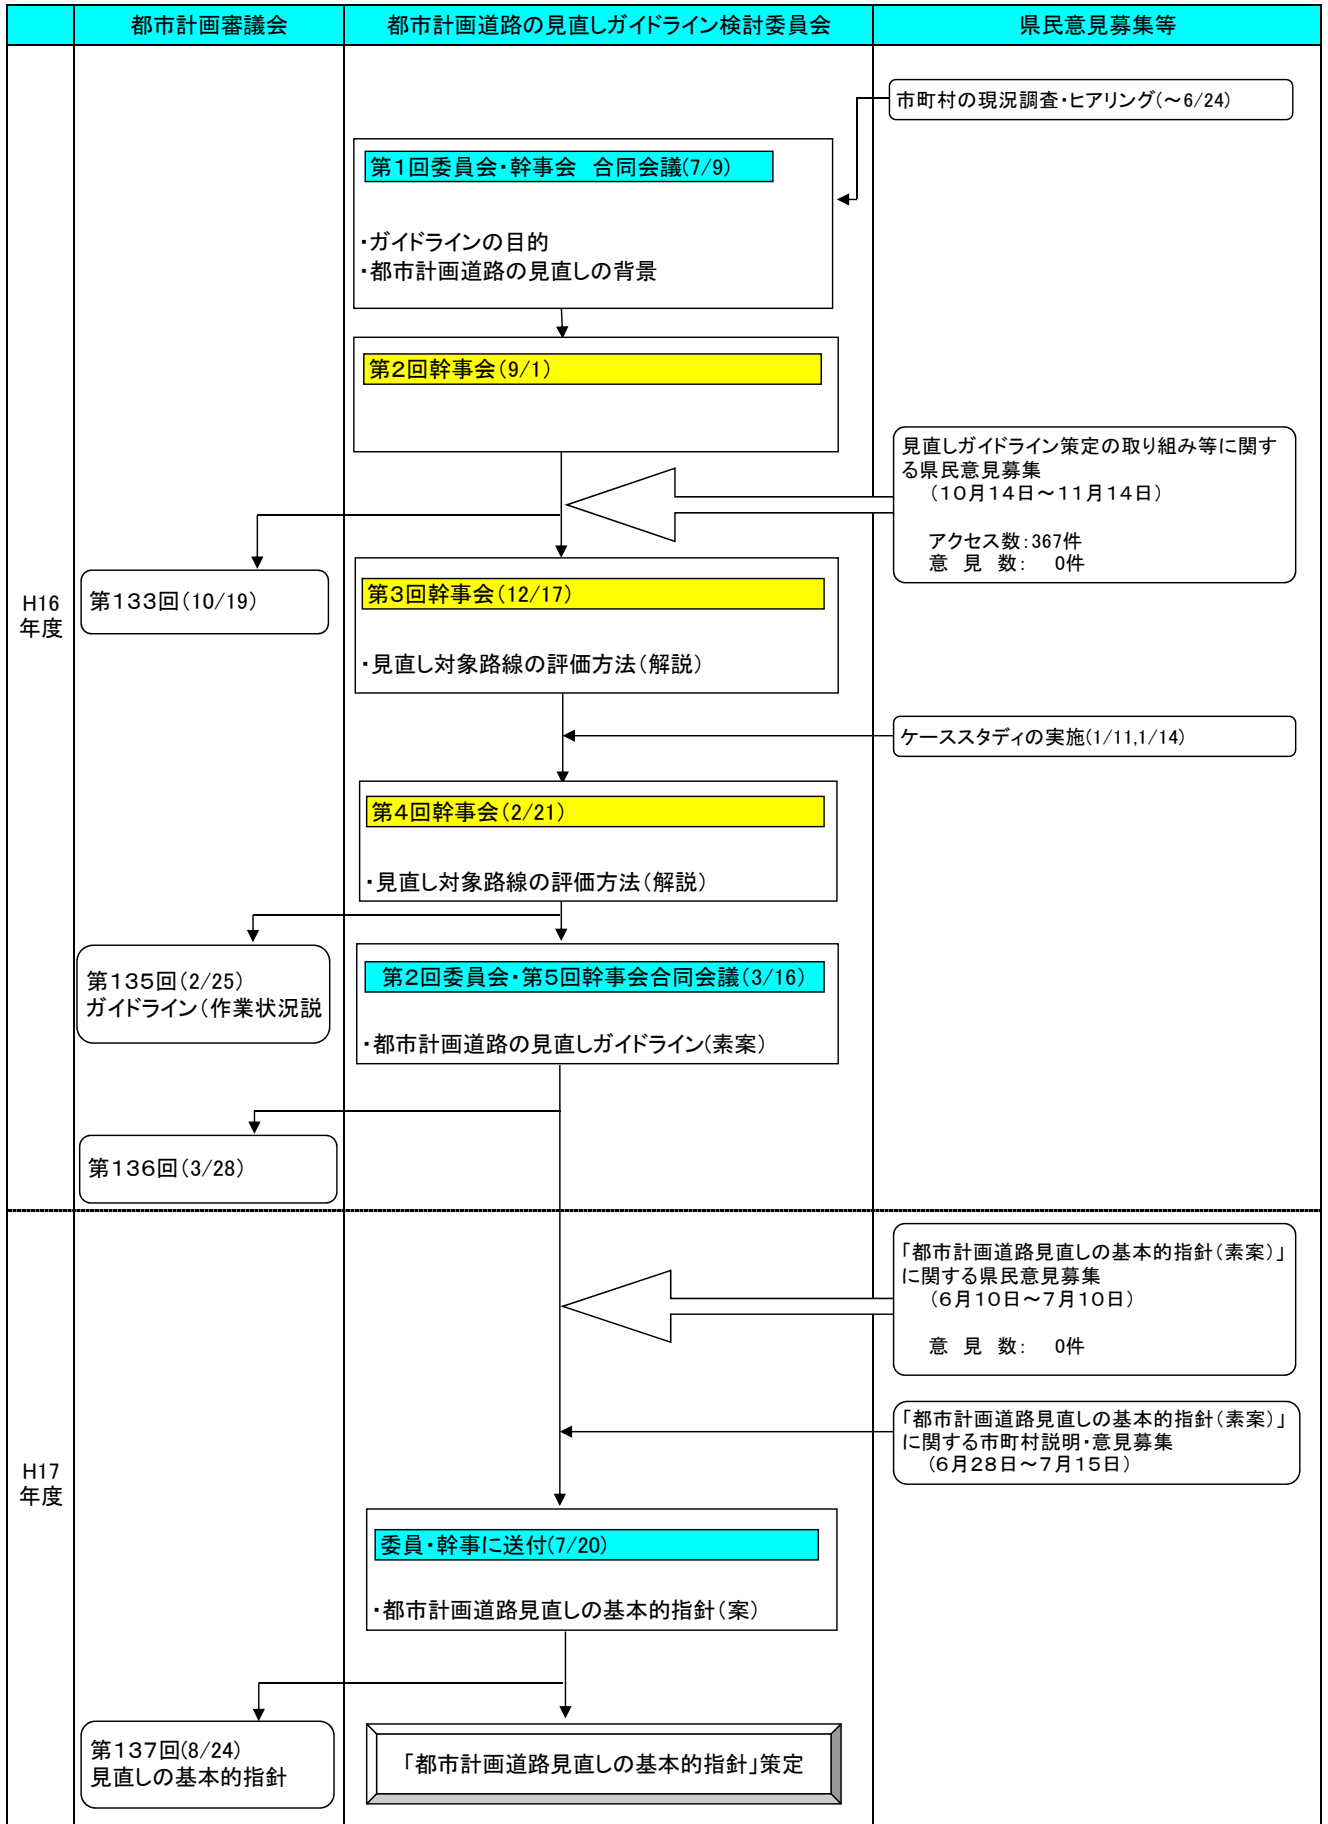 都市計画審議会
都市計画道路の見直しガイドライン検討委員会
県民意見募集等
H16
年度
市町村の現況調査・ヒアリング(～6/24)
第1回委員会・幹事会　合同会議(7/9)
・ガイドラインの目的
・都市計画道路の見直しの背景
第2回幹事会(9/1)
見直しガイドライン策定の取り組み等に関す
る県民意見募集
(10月14日～11月14日)
アクセス数:367件
意　見　数:　0件
第133回(10/19)
第3回幹事会(12/17)
・見直し対象路線の評価方法(解説)
ケーススタディの実施(1/11,1/14)
第4回幹事会(2/21)
・見直し対象路線の評価方法(解説)
第135回(2/25)
ガイドライン(作業状況説
第2回委員会・第5回幹事会合同会議(3/16)
・都市計画道路の見直しガイドライン(素案)
第136回(3/28)
H17
年度
「都市計画道路見直しの基本的指針(素案)」
に関する県民意見募集
(6月10日～7月10日)
意　見　数:　0件
「都市計画道路見直しの基本的指針(素案)」
に関する市町村説明・意見募集
(6月28日～7月15日)
委員・幹事に送付(7/20)
・都市計画道路見直しの基本的指針(案)
第137回(8/24)
見直しの基本的指針
「都市計画道路見直しの基本的指針」策定